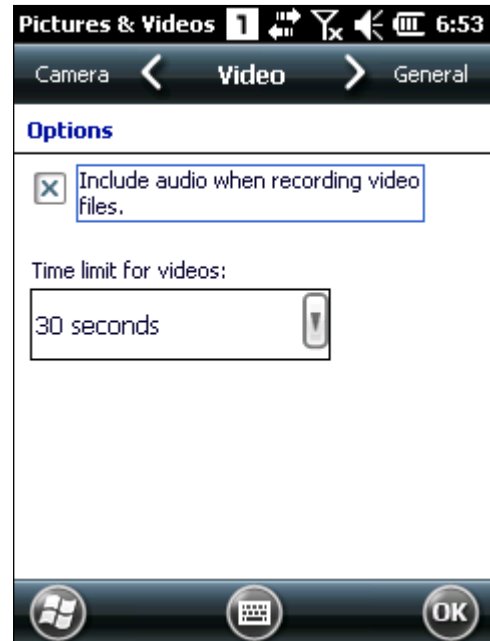 Pictures & Videos 1 6:53
Camera Video General
Options
Include audio when recording video
files.
Time limit for videos:
30 seconds
OK